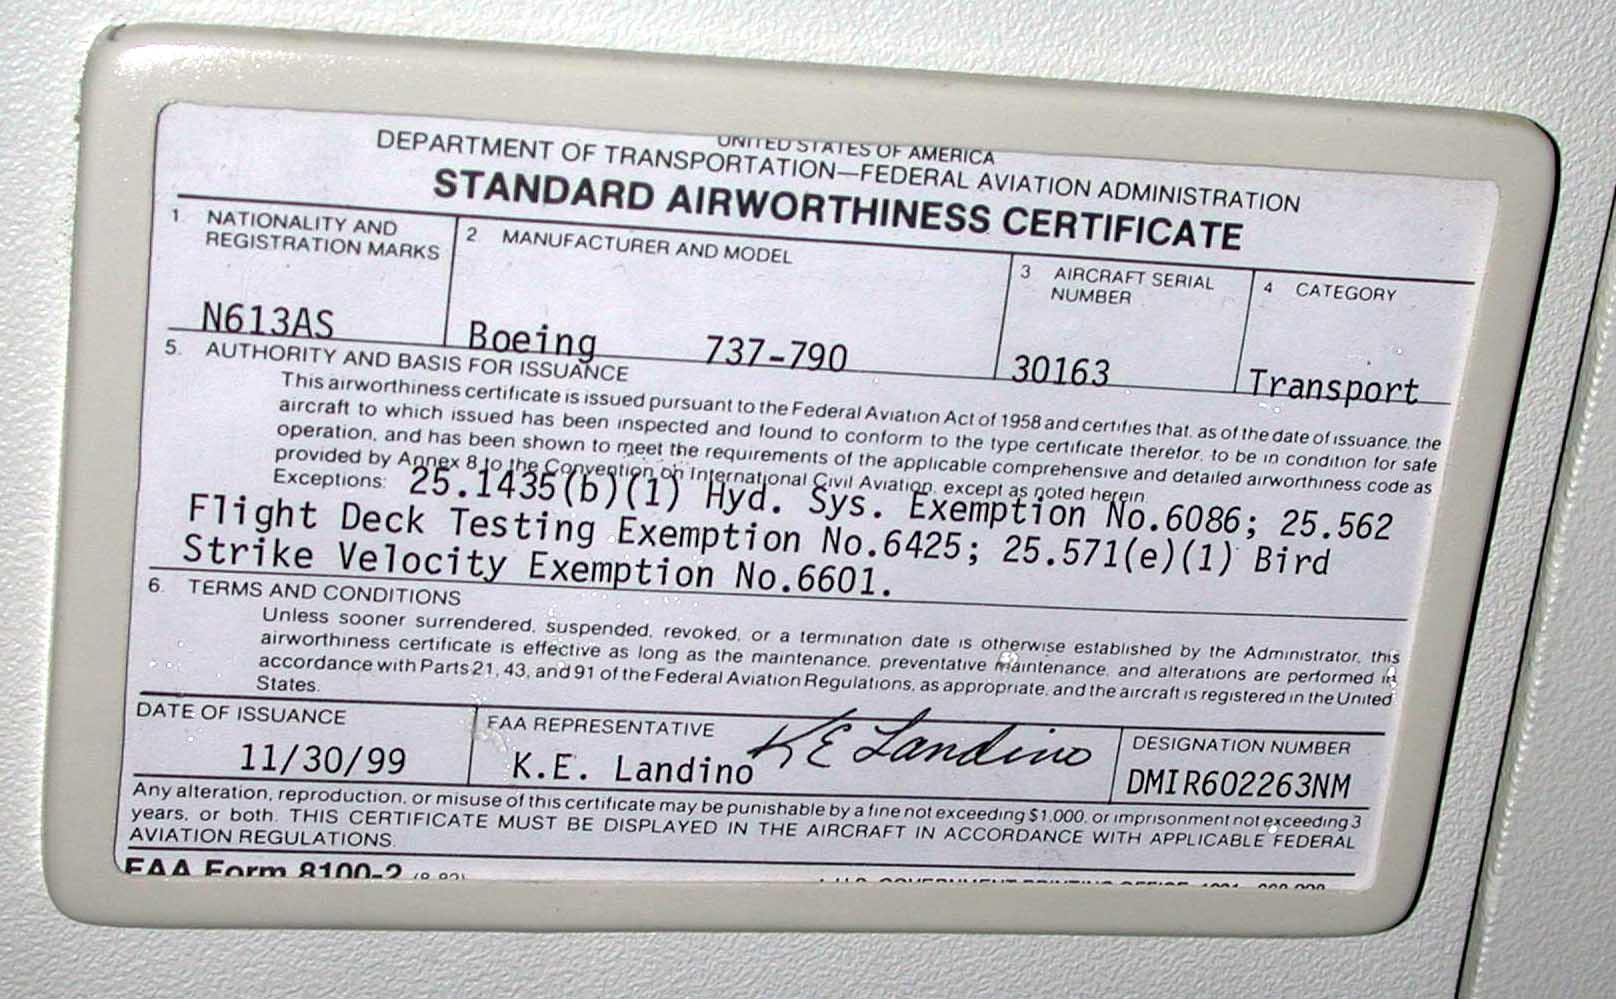 UNITED STATES OF AMERICA
DEPARTMENT OF TRANSPORTATION—FEDERAL AVIATION ADMINISTRATION
STANDARD AIRWORTHINESS CERTIFICATE
1. NATIONALITY AND REGISTRATION MARKS
N613AS
2 MANUFACTURER AND MODEL
Boeing 737-790
3 AIRCRAFT SERIAL NUMBER
30163
4 CATEGORY
Transport
5. AUTHORITY AND BASIS FOR ISSUANCE
This airworthiness certificate is issued pursuant to the Federal Aviation Act of 1958 and certifies that, as of the date of issuance, the
aircraft to which issued has been inspected and found to conform to the type certificate therefor, to be in condition for safe
operation, and has been shown to meet the requirements of the applicable comprehensive and detailed airworthiness code as
provided by Annex 8 to the Convention on International Civil Aviation, except as noted herein.
Exceptions: 25.1435(b)(1) Hyd. Sys. Exemption No.6086; 25.562
Flight Deck Testing Exemption No.6425; 25.571(e)(1) Bird
Strike Velocity Exemption No.6601.
6. TERMS AND CONDITIONS
Unless sooner surrendered, suspended, revoked, or a termination date is otherwise established by the Administrator, this
airworthiness certificate is effective as long as the maintenance, preventative maintenance, and alterations are performed in
accordance with Parts 21, 43, and 91 of the Federal Aviation Regulations, as appropriate, and the aircraft is registered in the United
States.
DATE OF ISSUANCE
11/30/99
FAA REPRESENTATIVE
K.E. Landino KE Landino
DESIGNATION NUMBER
DMIR602263NM
Any alteration, reproduction, or misuse of this certificate may be punishable by a fine not exceeding $1,000, or imprisonment not exceeding 3
years, or both. THIS CERTIFICATE MUST BE DISPLAYED IN THE AIRCRAFT IN ACCORDANCE WITH APPLICABLE FEDERAL
AVIATION REGULATIONS.
FAA Form 8100-2